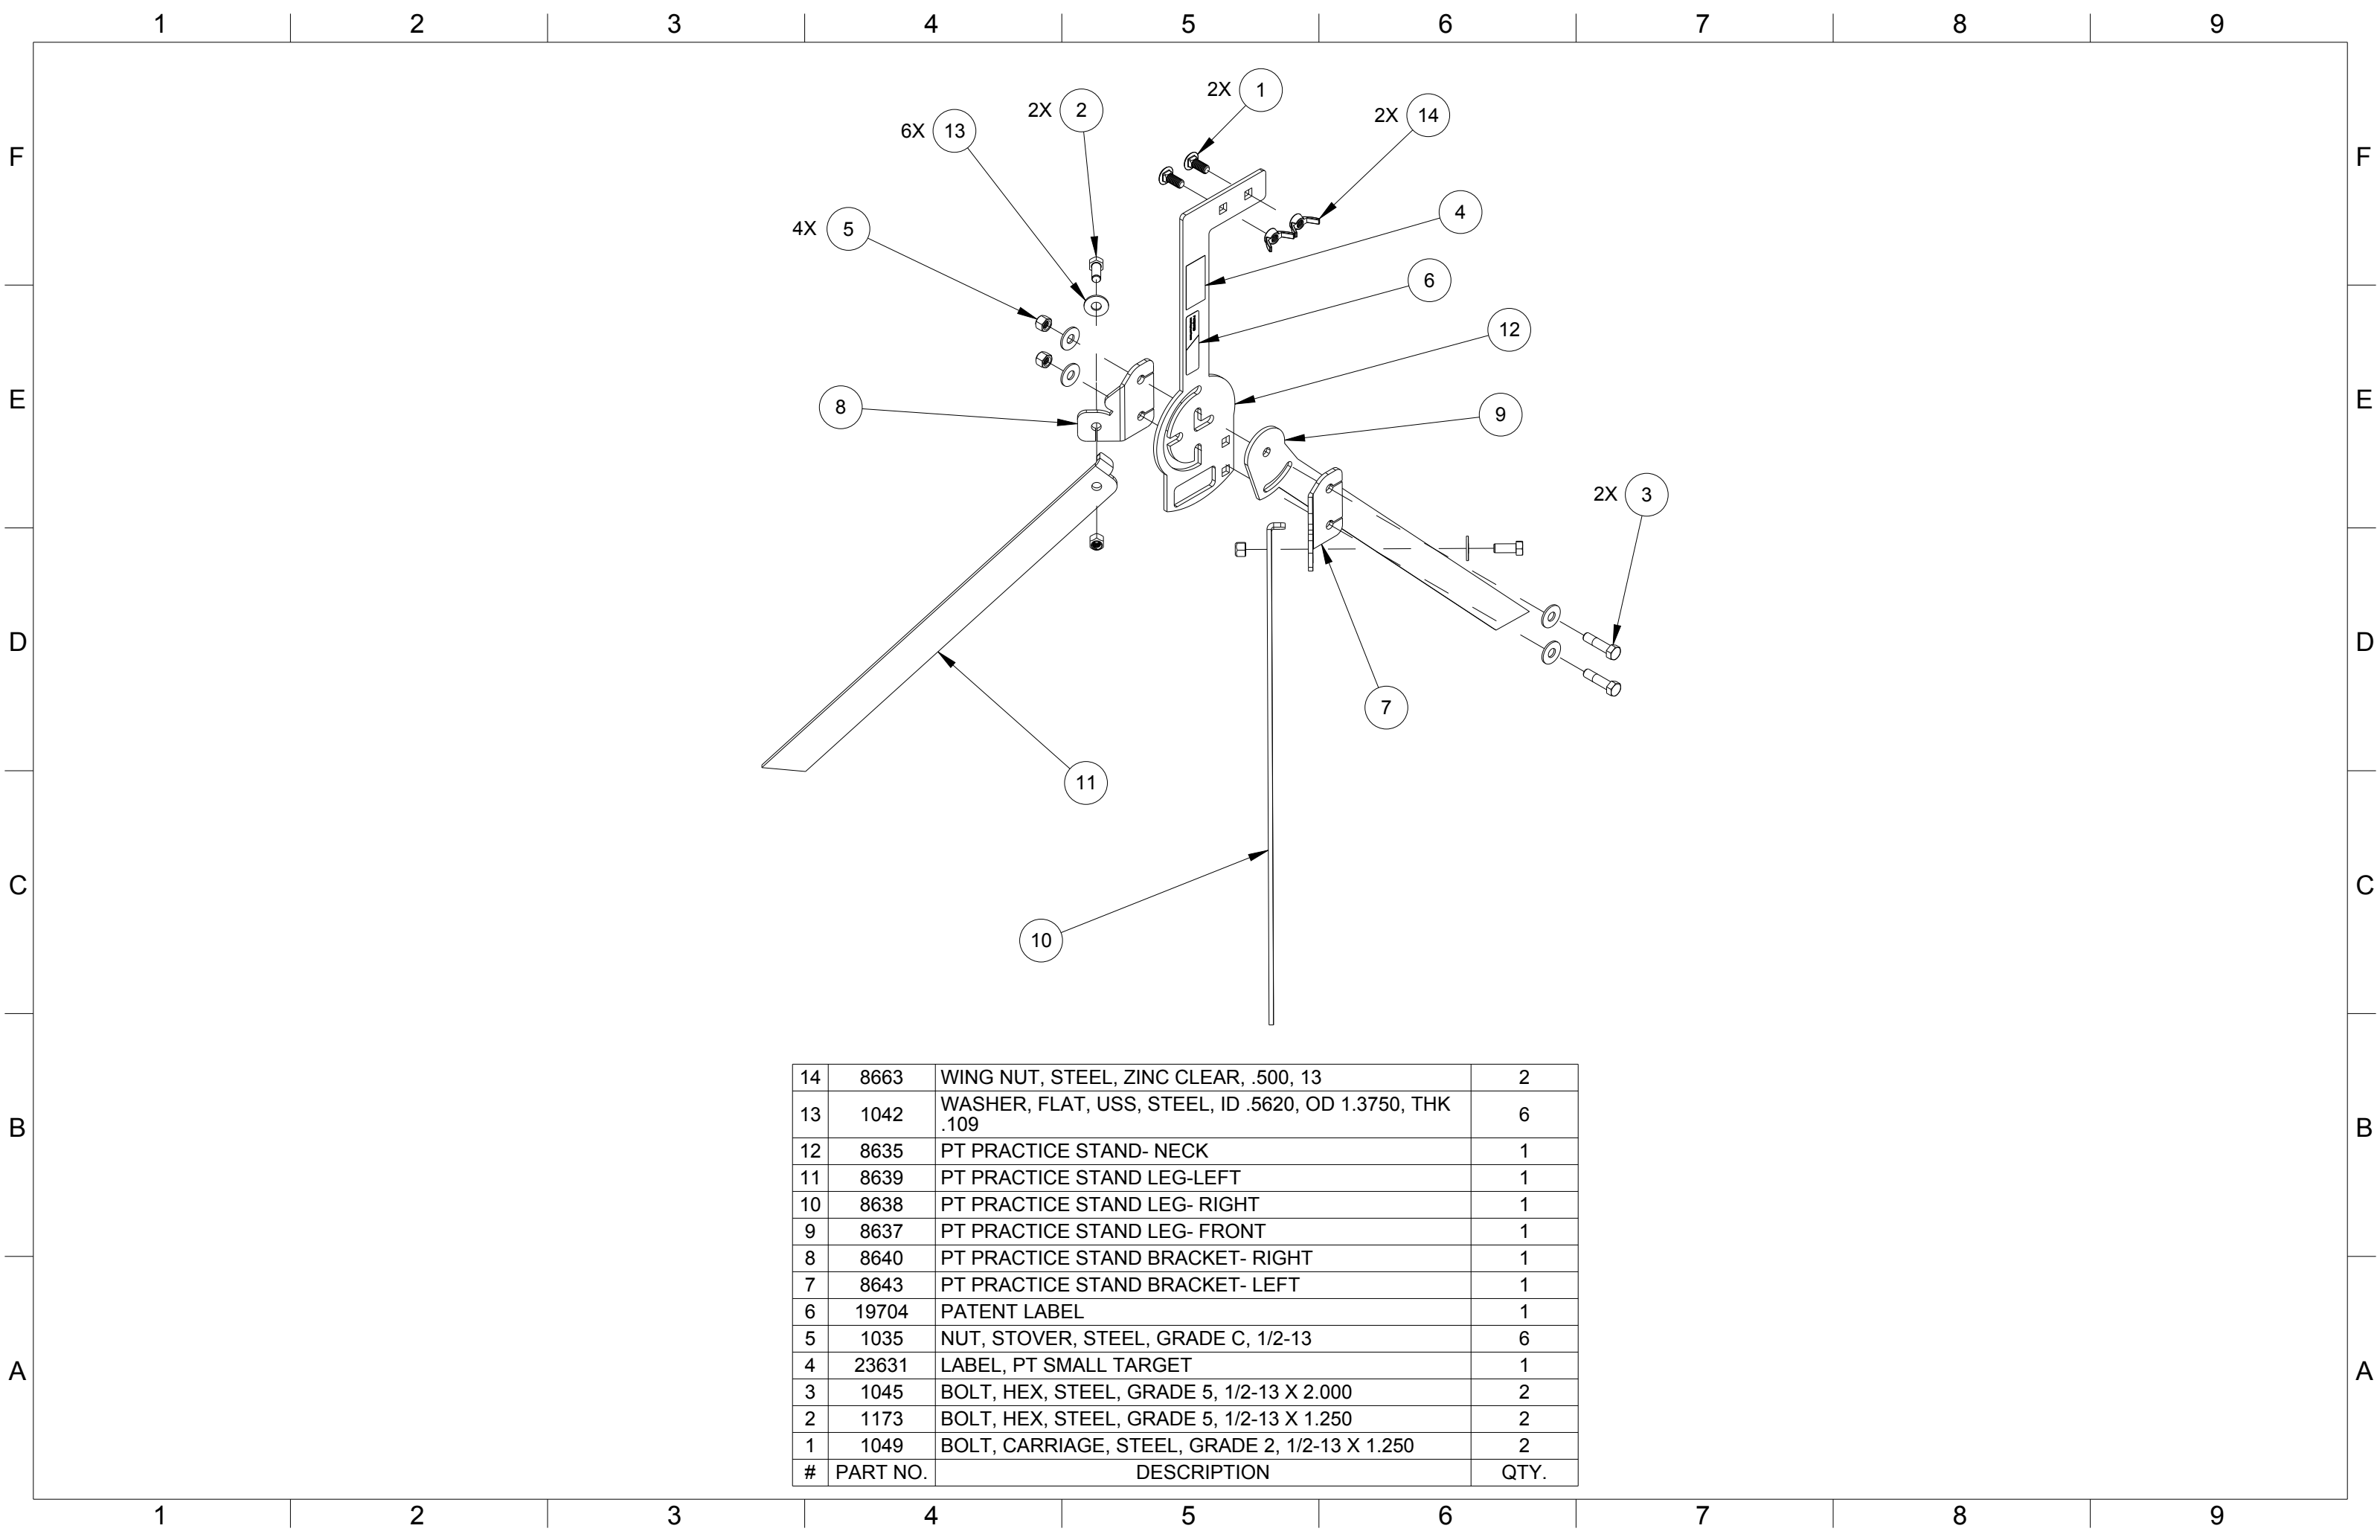 1 2 3 4 5 6 7 8 9
2X 1
2X 2
2X 14
6X 13
F F
4
4X 5
6
12
E E
8
9
2X 3
D D
7
11
C C
10
14 8663 WING NUT, STEEL, ZINC CLEAR, .500, 13 2
13 1042 WASHER, FLAT, USS, STEEL, ID .5620, OD 1.3750, THK
.109 6
B B
12 8635 PT PRACTICE STAND- NECK 1
11 8639 PT PRACTICE STAND LEG-LEFT 1
10 8638 PT PRACTICE STAND LEG- RIGHT 1
9 8637 PT PRACTICE STAND LEG- FRONT 1
8 8640 PT PRACTICE STAND BRACKET- RIGHT 1
7 8643 PT PRACTICE STAND BRACKET- LEFT 1
6 19704 PATENT LABEL 1
5 1035 NUT, STOVER, STEEL, GRADE C, 1/2-13 6
4 23631 LABEL, PT SMALL TARGET 1
A A
3 1045 BOLT, HEX, STEEL, GRADE 5, 1/2-13 X 2.000 2
2 1173 BOLT, HEX, STEEL, GRADE 5, 1/2-13 X 1.250 2
1 1049 BOLT, CARRIAGE, STEEL, GRADE 2, 1/2-13 X 1.250 2
# PART NO. DESCRIPTION QTY.
1 2 3 4 5 6 7 8 9